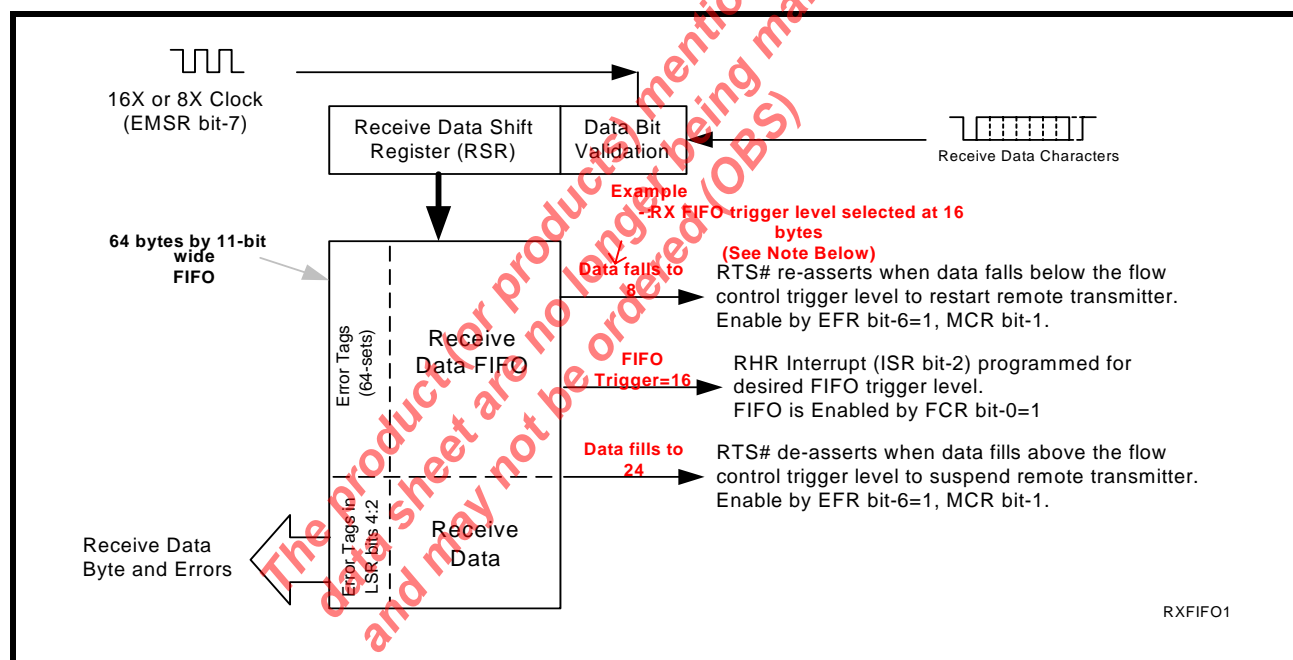 16X or 8X Clock
(EMSR bit-7)
Receive Data Shift
Register (RSR)
Data Bit
Validation
Receive Data Characters
Example
-:RX FIFO trigger level selected at 16
bytes
(See Note Below)
64 bytes by 11-bit
wide
FIFO
Data falls to
8
RTS# re-asserts when data falls below the flow
control trigger level to restart remote transmitter.
Enable by EFR bit-6=1, MCR bit-1.
Error Tags
(64-sets)
Receive
Data FIFO
FIFO
Trigger=16
RHR Interrupt (ISR bit-2) programmed for
desired FIFO trigger level.
FIFO is Enabled by FCR bit-0=1
Data fills to
24
RTS# de-asserts when data fills above the flow
control trigger level to suspend remote transmitter.
Enable by EFR bit-6=1, MCR bit-1.
Error Tags in
LSR bits 4:2
Receive
Data
Receive Data
Byte and Errors
RXFIFO1
The product (or products) mentio
data sheet are no longer being ma
and may not be ordered (OBS)